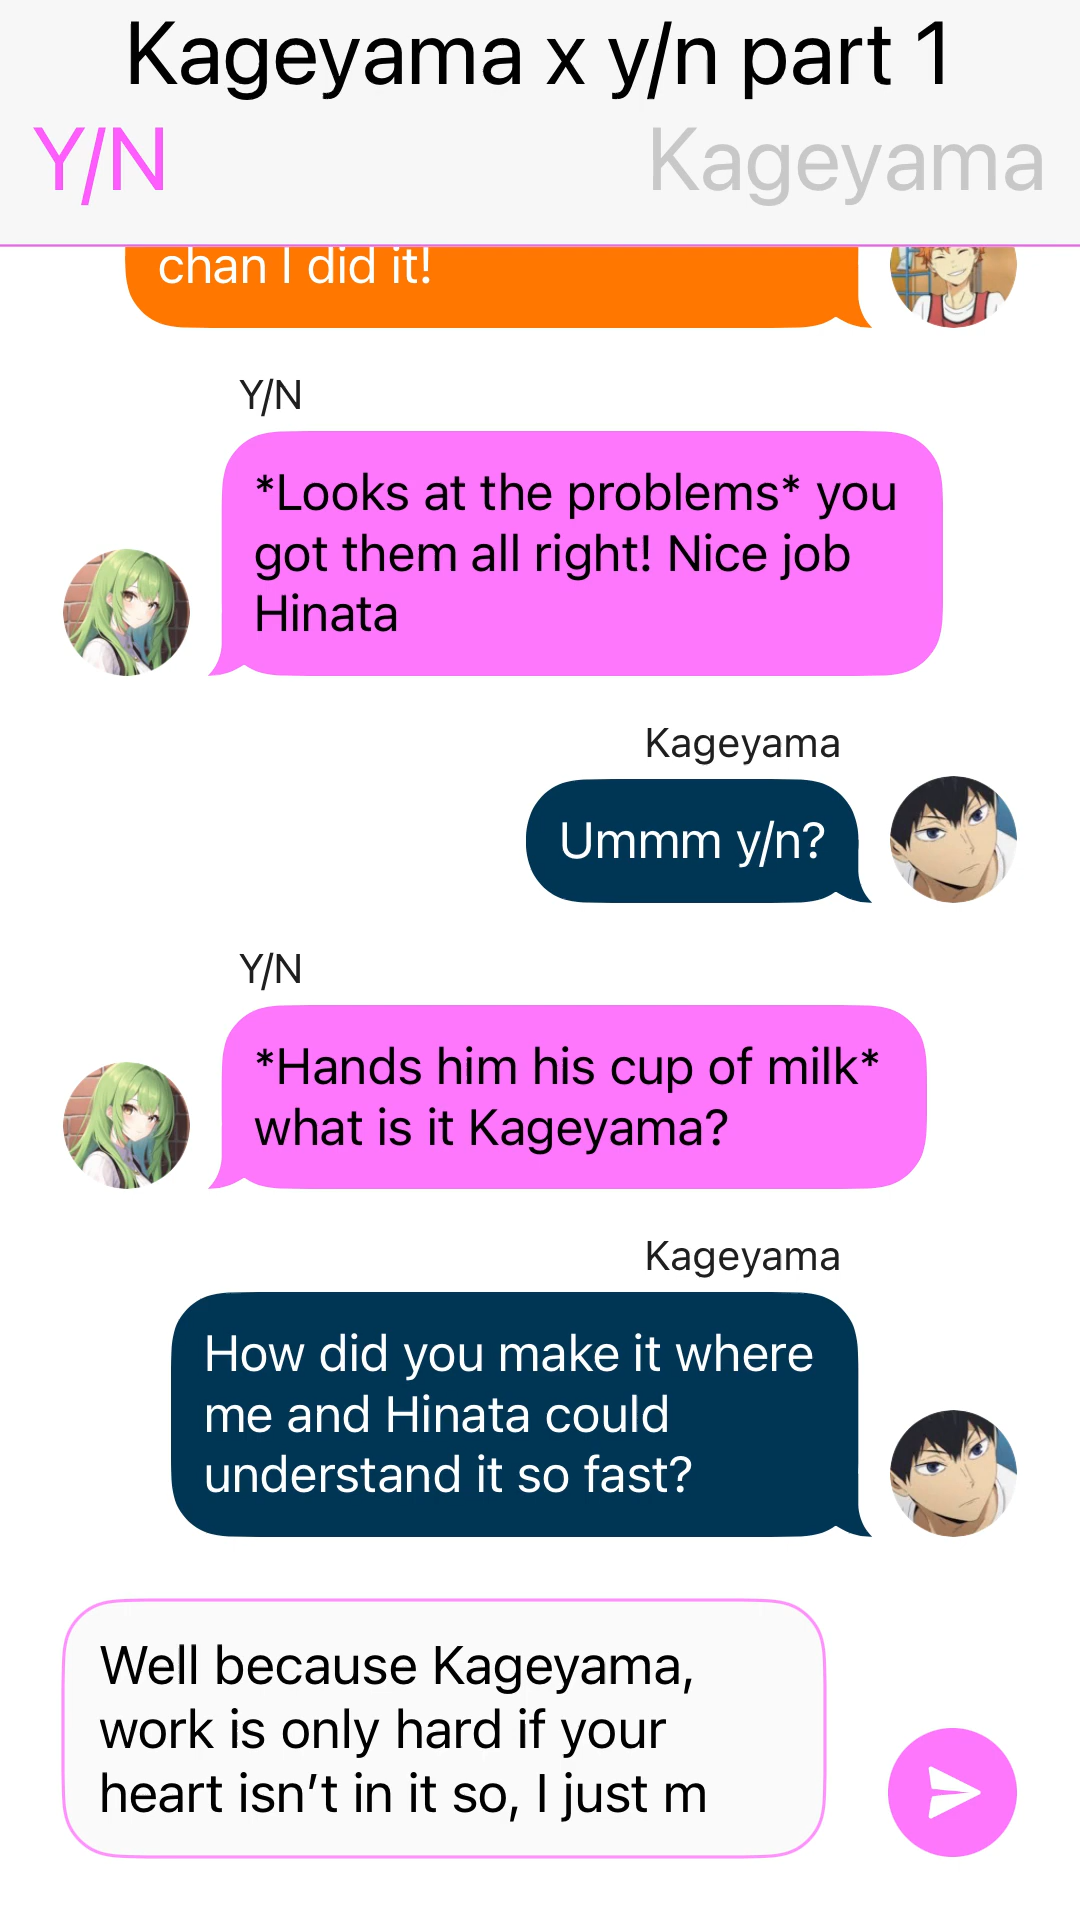 Kageyama x y/n part 1
Y/N
Kageyama
chan I did it!
Y/N
*Looks at the problems* you
got them all right! Nice job
Hinata
Kageyama
Ummm y/n?
Y/N
*Hands him his cup of milk*
what is it Kageyama?
Kageyama
How did you make it where
me and Hinata could
understand it so fast?
Well because Kageyama,
work is only hard if your
heart isn’t in it so, I just m